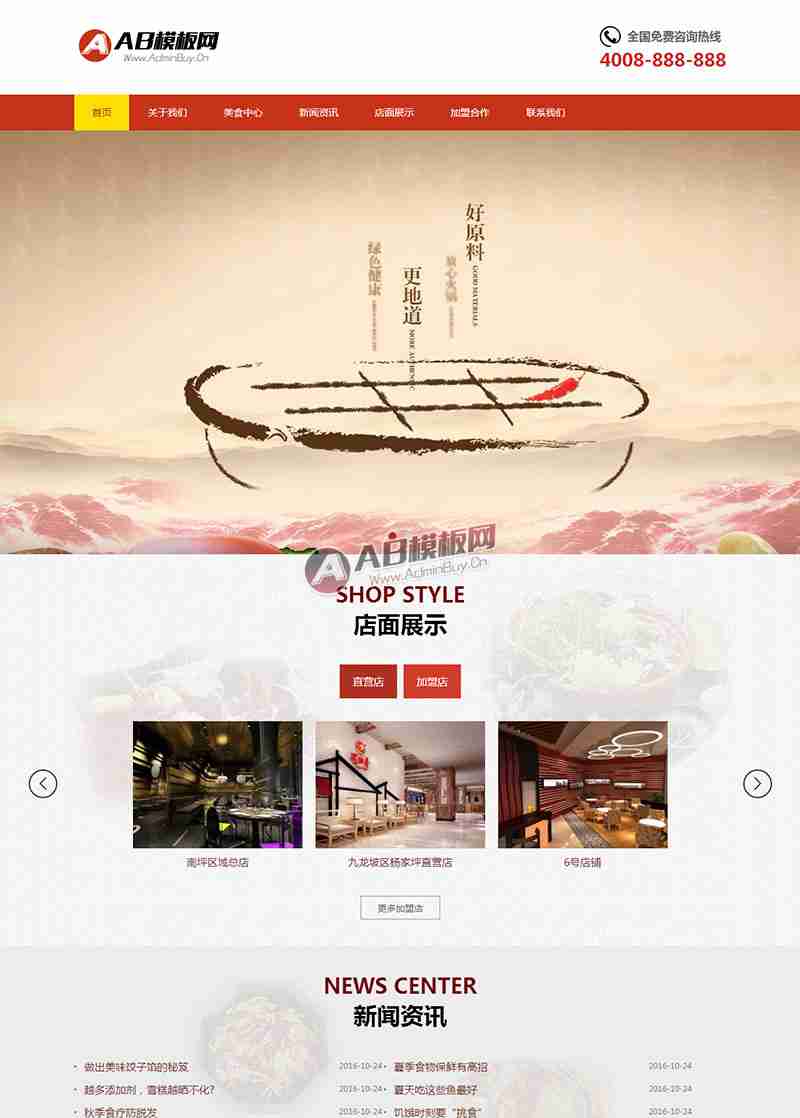 AB模板网
Www.AdminBuy.Cn
全国免费咨询热线
4008-888-888
首页 关于我们 美食中心 新闻资讯 店面展示 加盟合作 联系我们
好原料
GOOD MATERIALS
放心火锅
更地道
MORE AUTHENTIC
绿色健康
AB模板网
Www.AdminBuy.Cn
SHOP STYLE
店面展示
直营店 加盟店
南坪区域总店 九龙坡区杨家坪直营店 6号店铺
更多加盟店
NEWS CENTER
新闻资讯
· 做出美味饺子馅的秘笈 2016-10-24 · 夏季食物保鲜有高招 2016-10-24
· 越多添加剂，雪糕越晒不化? 2016-10-24 · 夏天吃这些鱼最好 2016-10-24
· 秋季食疗防脱发 2016-10-24 · 饥饿时刻要“挑食” 2016-10-24